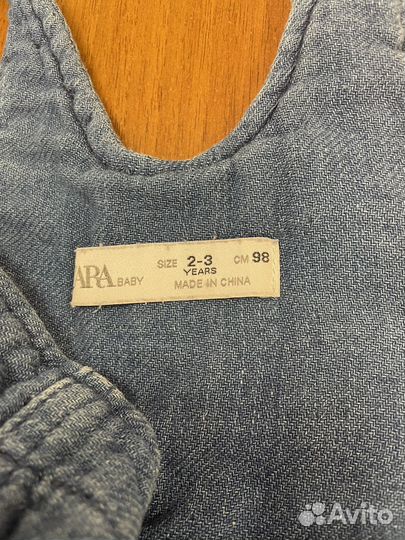 ARA BABY SIZE 2-3 YEARS CM 98
MADE IN CHINA
Avito